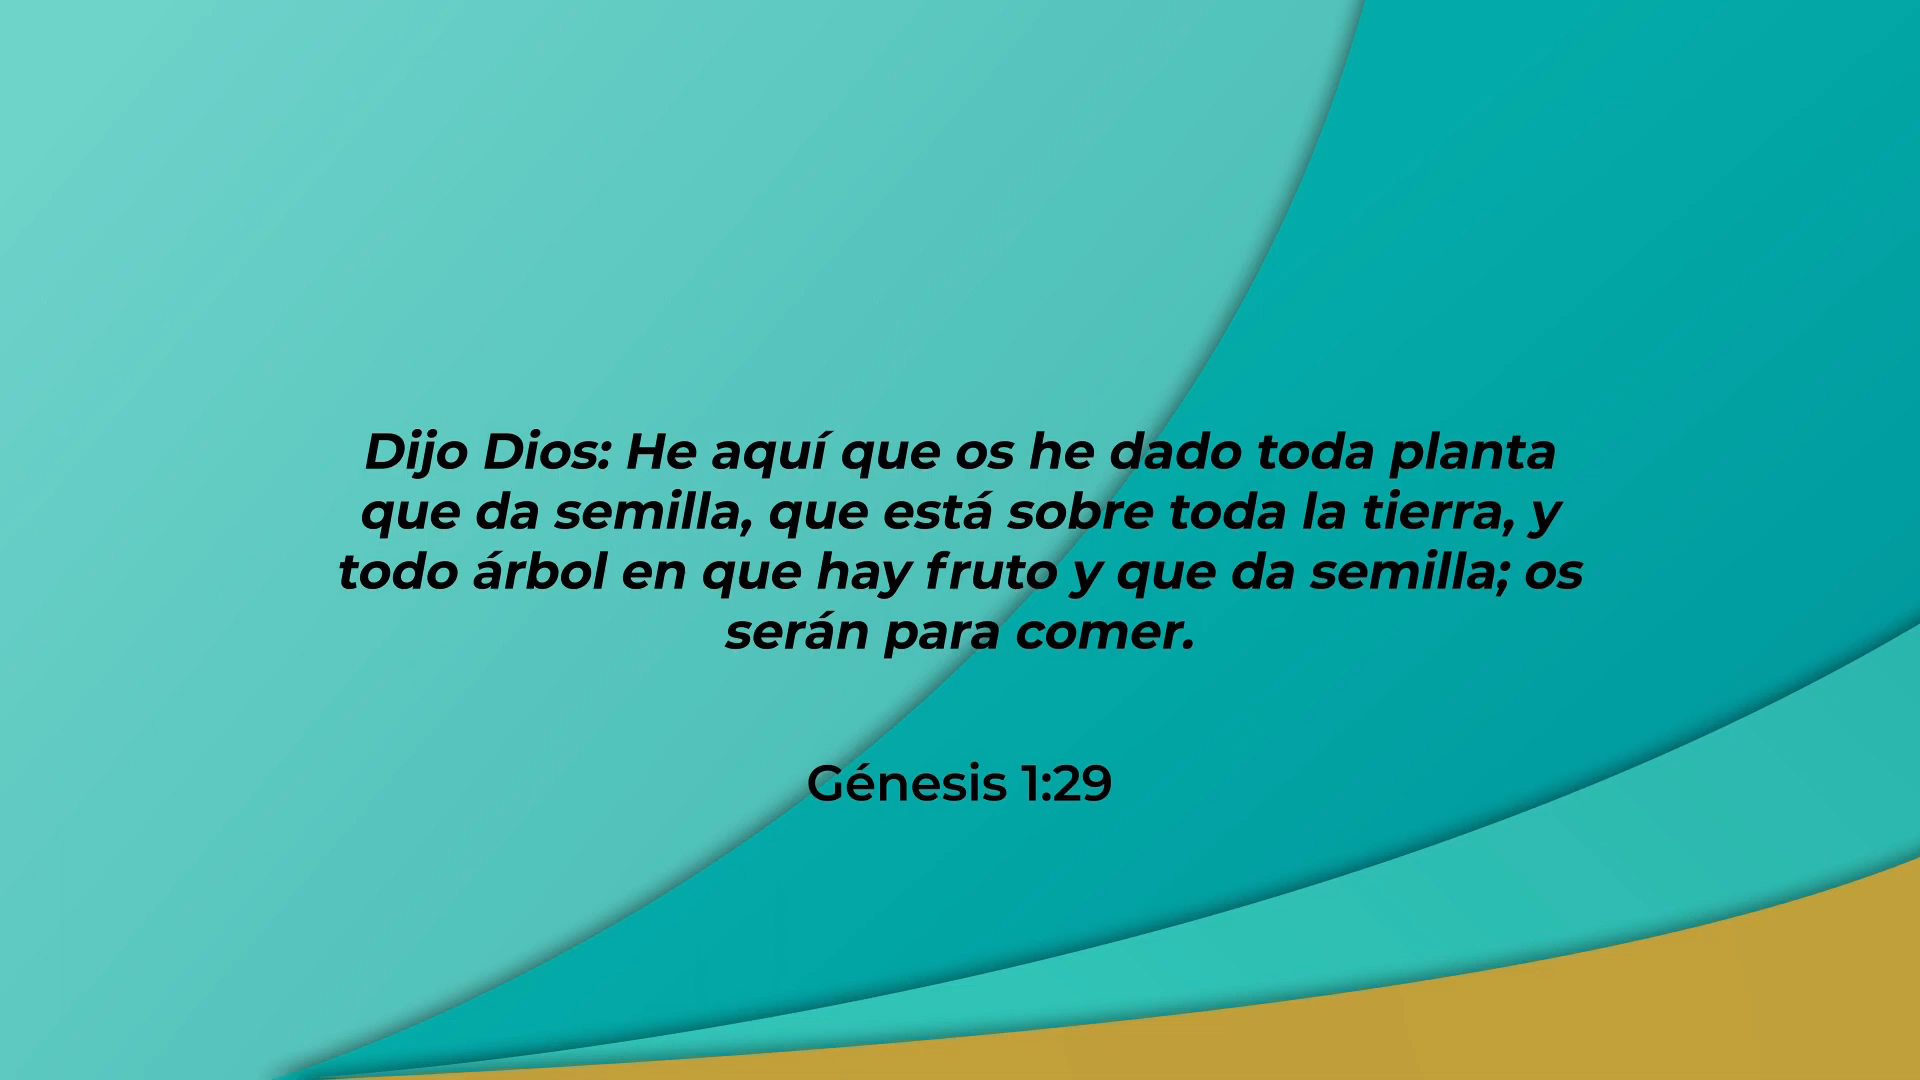 Dijo Dios: He aquí que os he dado toda planta
que da semilla, que está sobre toda la tierra, y
todo árbol en que hay fruto y que da semilla; os
serán para comer.
Génesis 1:29